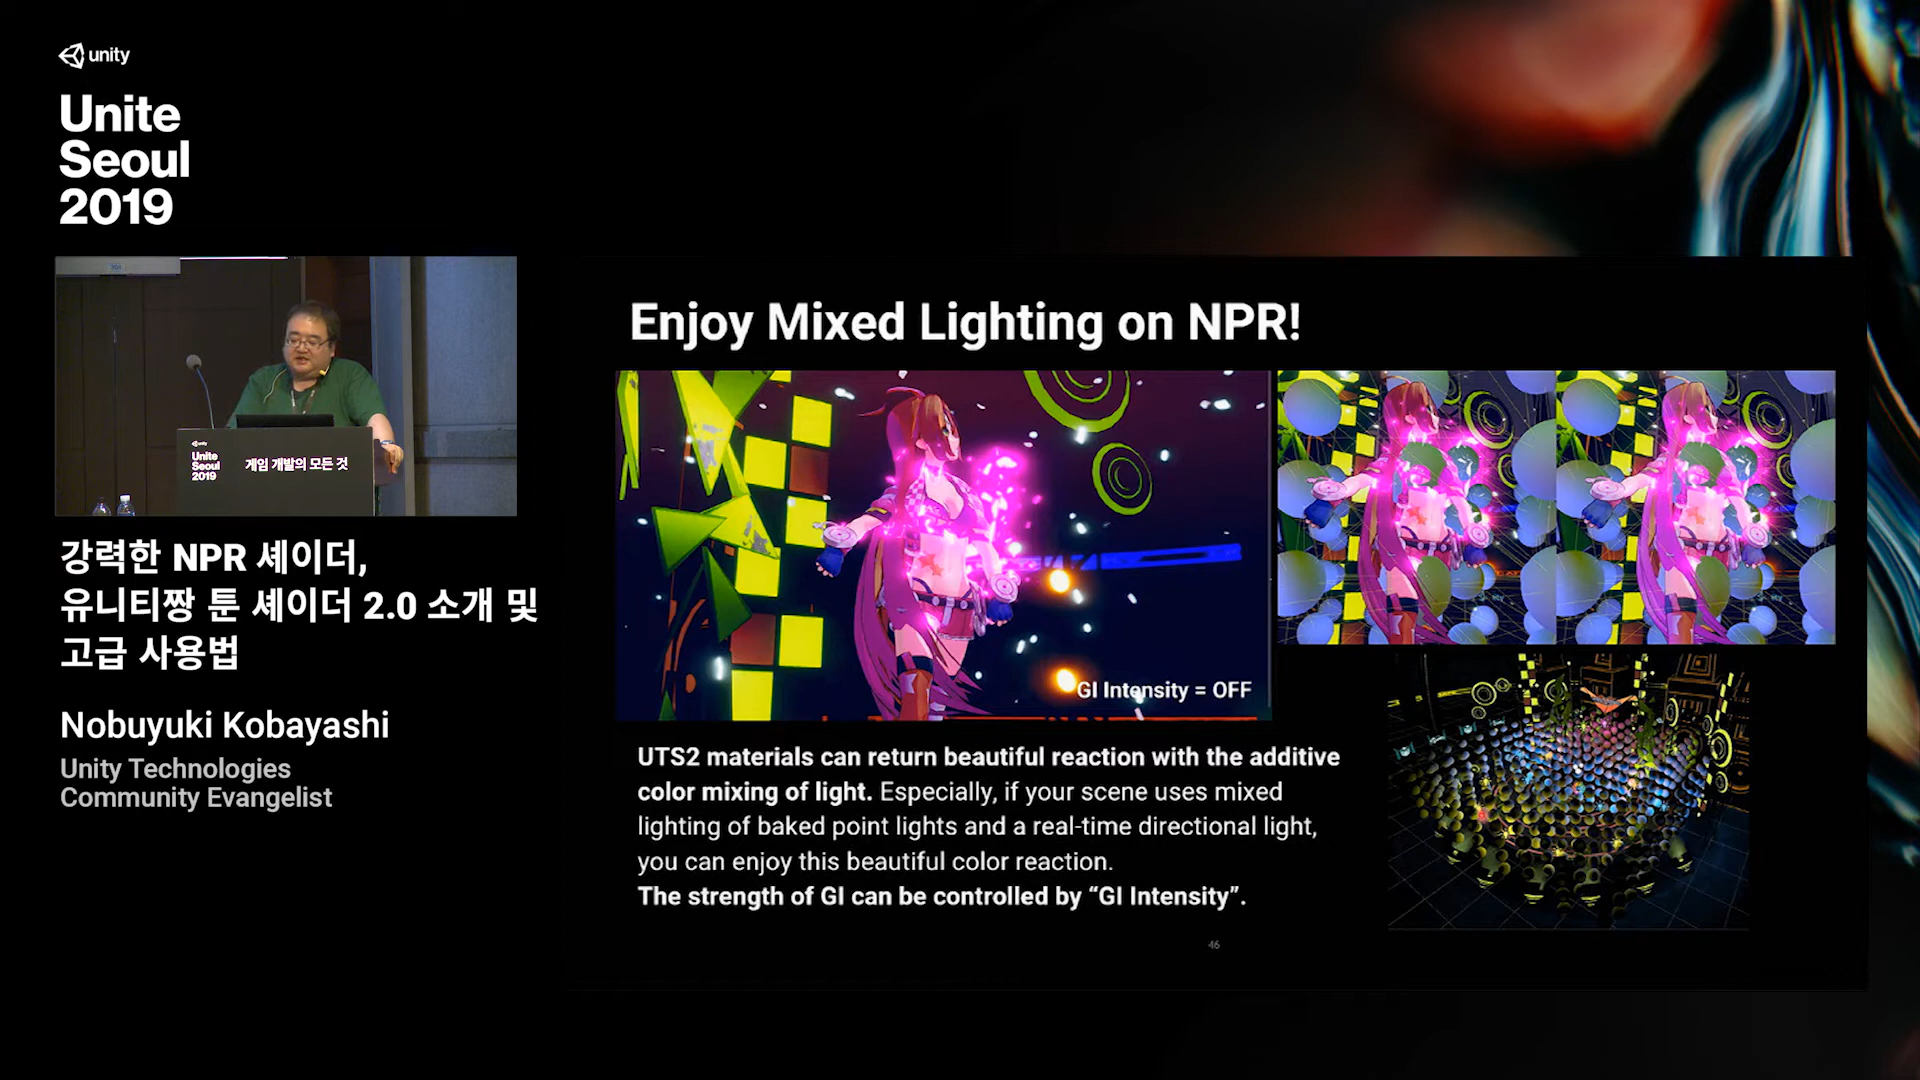 unity
Unite
Seoul
2019
unity
Unite
Seoul
2019
게임 개발의 모든 것
강력한 NPR 셰이더,
유니티짱 툰 셰이더 2.0 소개 및
고급 사용법
Nobuyuki Kobayashi
Unity Technologies
Community Evangelist
Enjoy Mixed Lighting on NPR!
GI Intensity = OFF
UTS2 materials can return beautiful reaction with the additive
color mixing of light. Especially, if your scene uses mixed
lighting of baked point lights and a real-time directional light,
you can enjoy this beautiful color reaction.
The strength of GI can be controlled by “GI Intensity”.
46